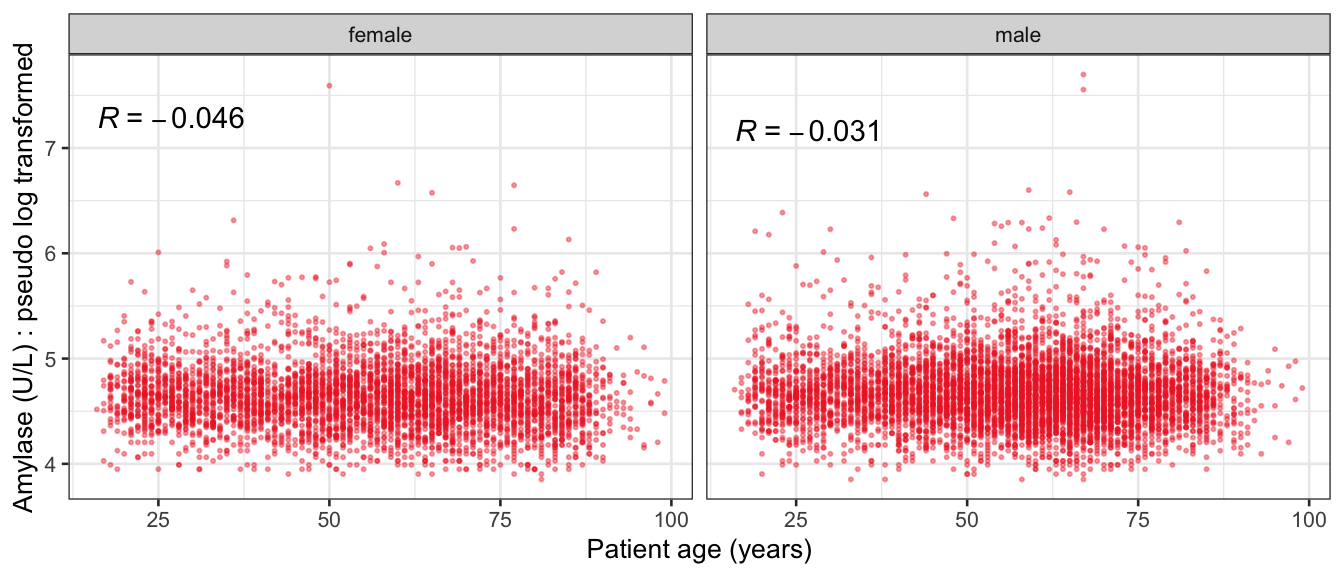 female
male
Amylase (U/L) : pseudo log transformed
R = −0.046
R = −0.031
7
6
5
4
25 50 75 100
25 50 75 100
Patient age (years)